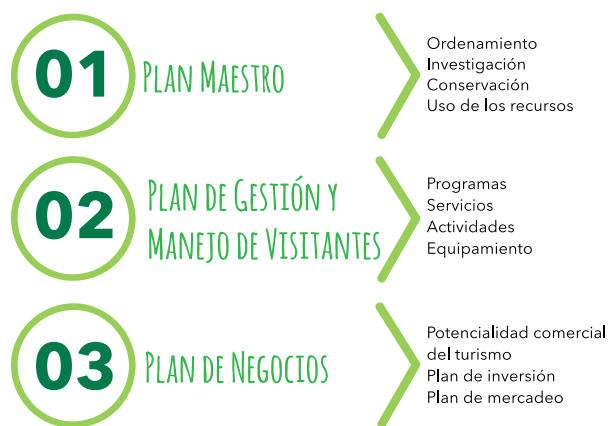 01
Plan Maestro
Ordenamiento
Investigación
Conservación
Uso de los recursos
02
Plan de Gestión y
Manejo de Visitantes
Programas
Servicios
Actividades
Equipamiento
03
Plan de Negocios
Potencialidad comercial
del turismo
Plan de inversión
Plan de mercadeo